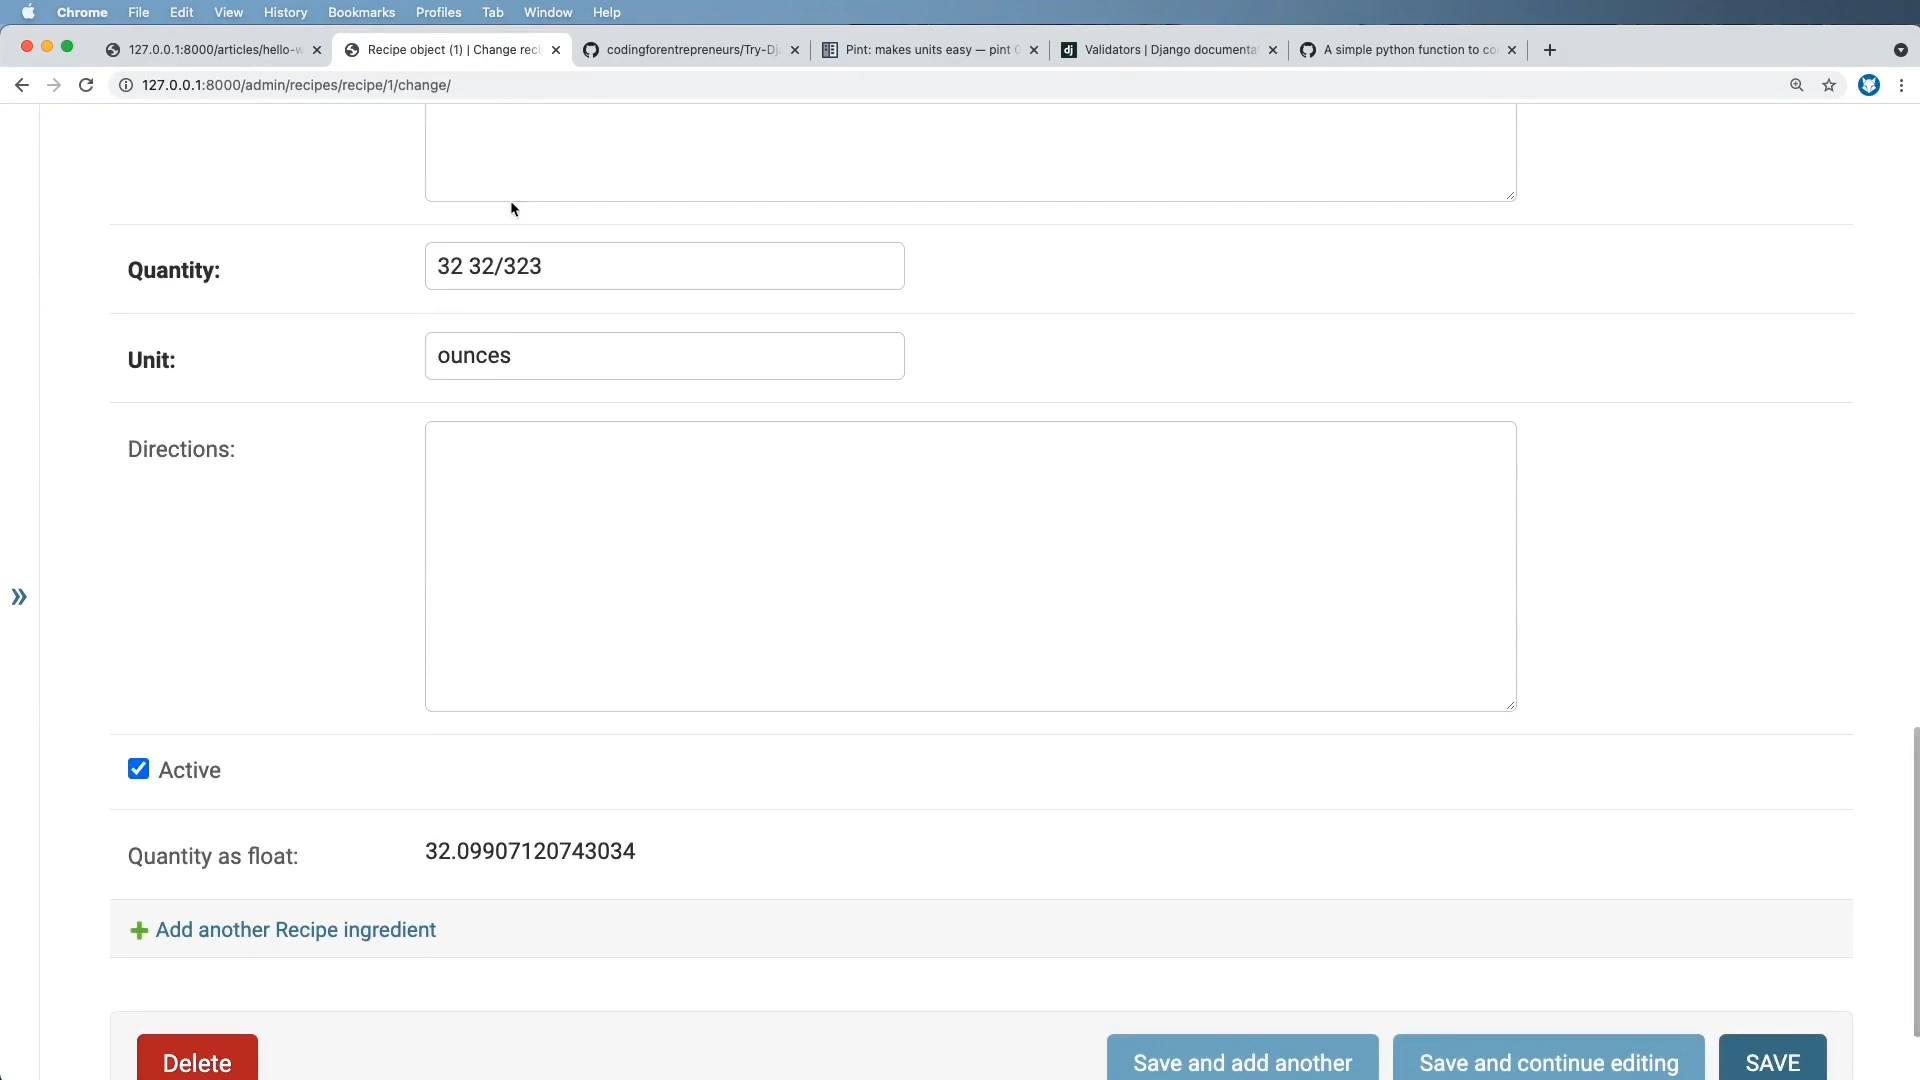 Chrome File Edit View History Bookmarks Profiles Tab Window Help
127.0.0.1:8000/articles/hello-w
Recipe object (1) | Change reci
codingforentrepreneurs/Try-Dj
Pint: makes units easy — pint 0
Validators | Django documentat
A simple python function to co
127.0.0.1:8000/admin/recipes/recipe/1/change/
Quantity: 32 32/323
Unit: ounces
Directions:
Active
Quantity as float: 32.09907120743034
Add another Recipe ingredient
Delete Save and add another Save and continue editing SAVE